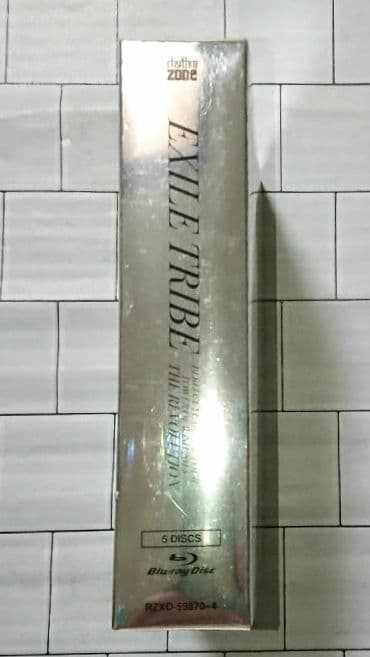 rhythm
zone
EXILE TRIBE
THE REVOLUTION
5 DISCS
Blu-ray Disc
RZXD-59870~4